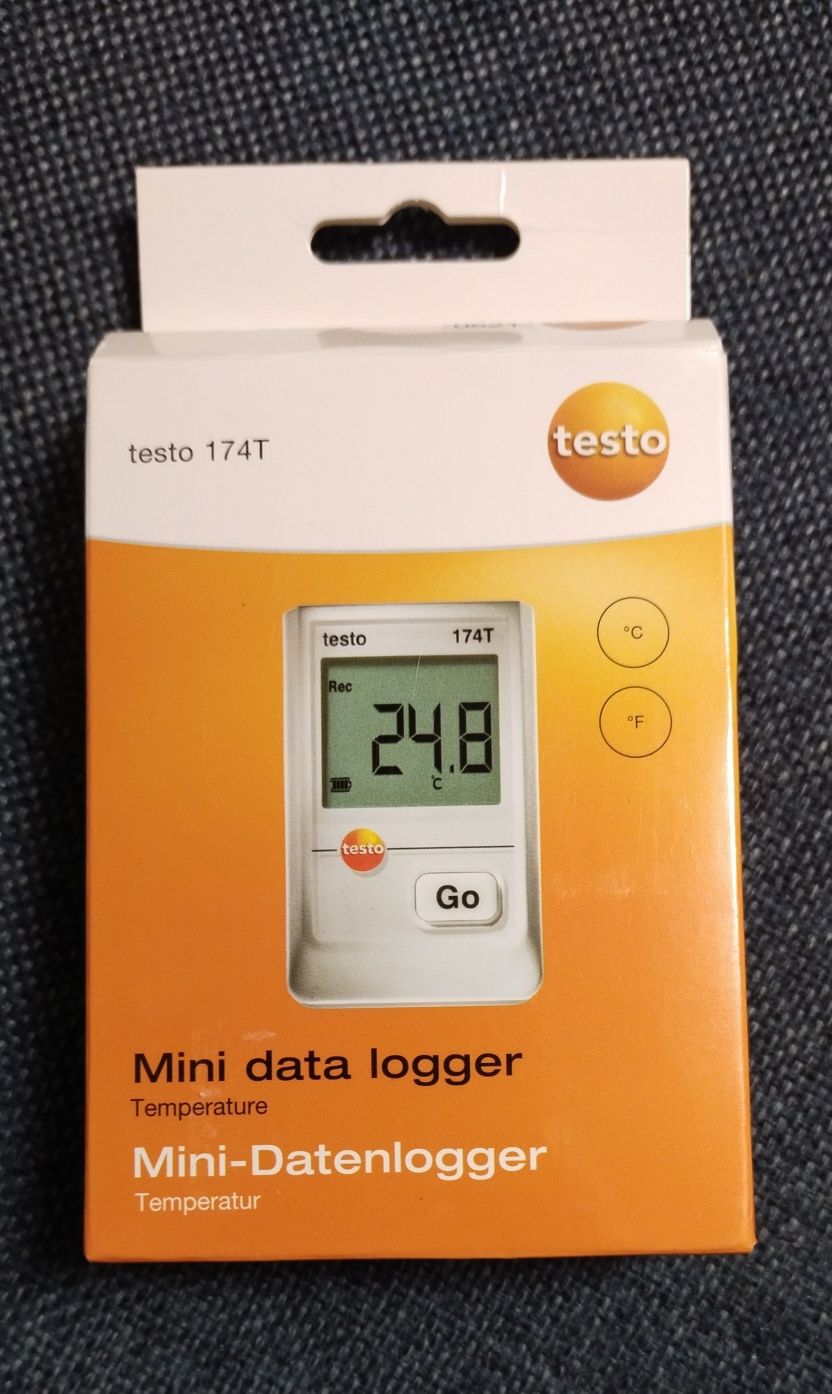 testo 174T
testo
°C
°F
testo 174T
Rec
24.8
°C
testo
Go
Mini data logger
Temperature
Mini-Datenlogger
Temperatur